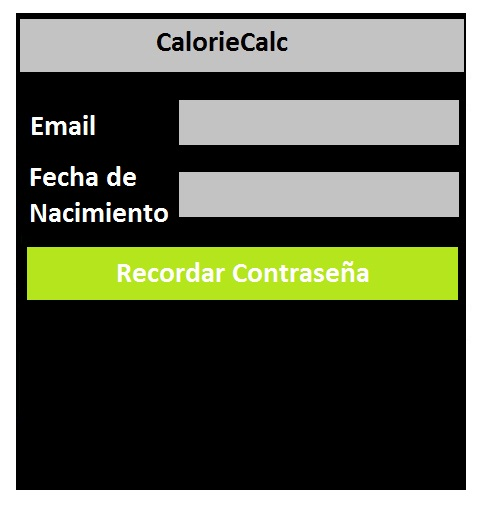 CalorieCalc
Email
Fecha de
Nacimiento
Recordar Contraseña